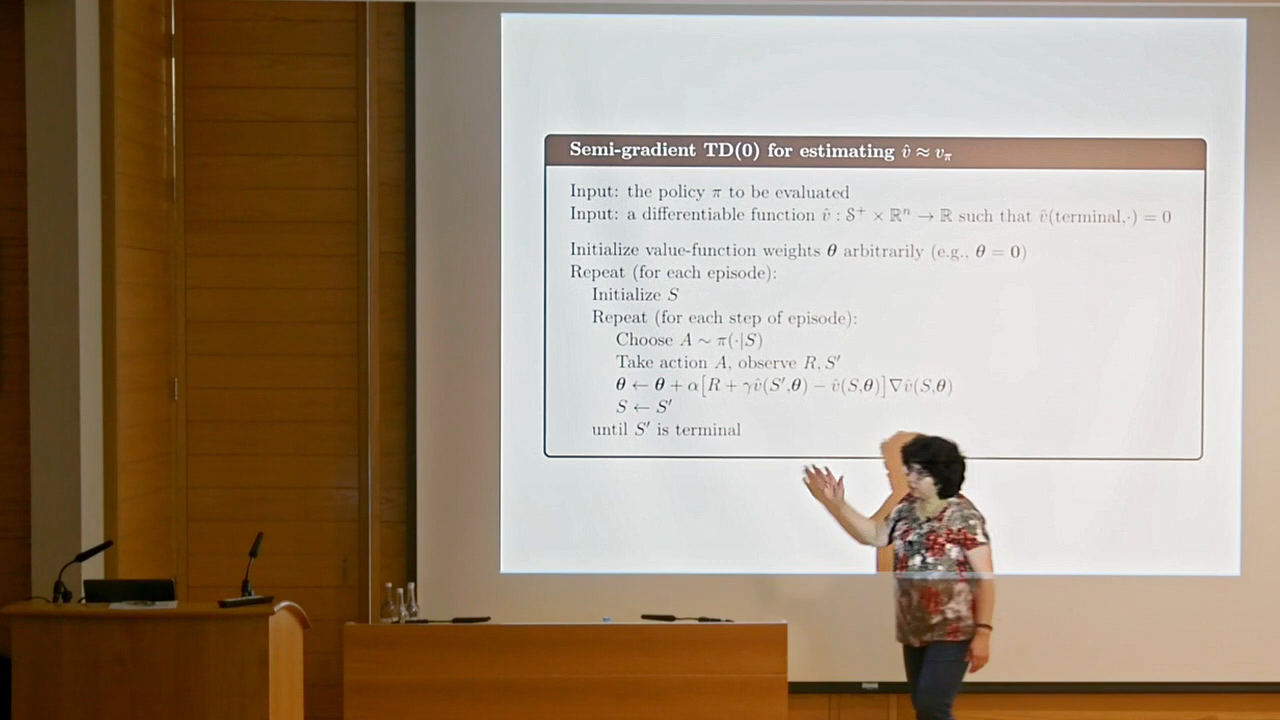 Semi-gradient TD(0) for estimating v̂ ≈ vπ
Input: the policy π to be evaluated
Input: a differentiable function v̂ : S⁺ × ℝⁿ → ℝ such that v̂(terminal,·) = 0
Initialize value-function weights θ arbitrarily (e.g., θ = 0)
Repeat (for each episode):
Initialize S
Repeat (for each step of episode):
Choose A ∼ π(·|S)
Take action A, observe R, S′
θ ← θ + α[R + γv̂(S′,θ) − v̂(S,θ)]∇v̂(S,θ)
S ← S′
until S′ is terminal